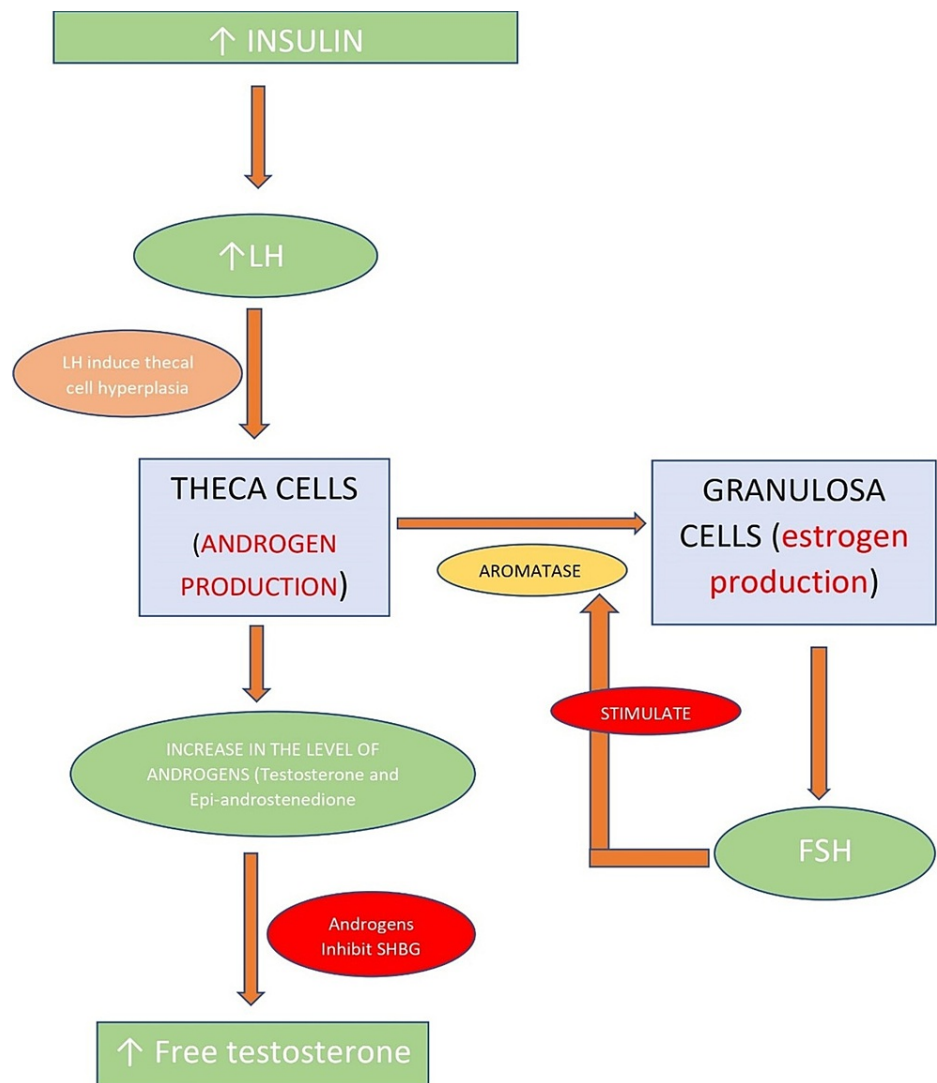 ↑ INSULIN
↑LH
LH induce thecal
cell hyperplasia
THECA CELLS
(ANDROGEN
PRODUCTION)
GRANULOSA
CELLS (estrogen
production)
AROMATASE
STIMULATE
INCREASE IN THE LEVEL OF
ANDROGENS (Testosterone and
Epi-androstenedione
FSH
Androgens
Inhibit SHBG
↑ Free testosterone